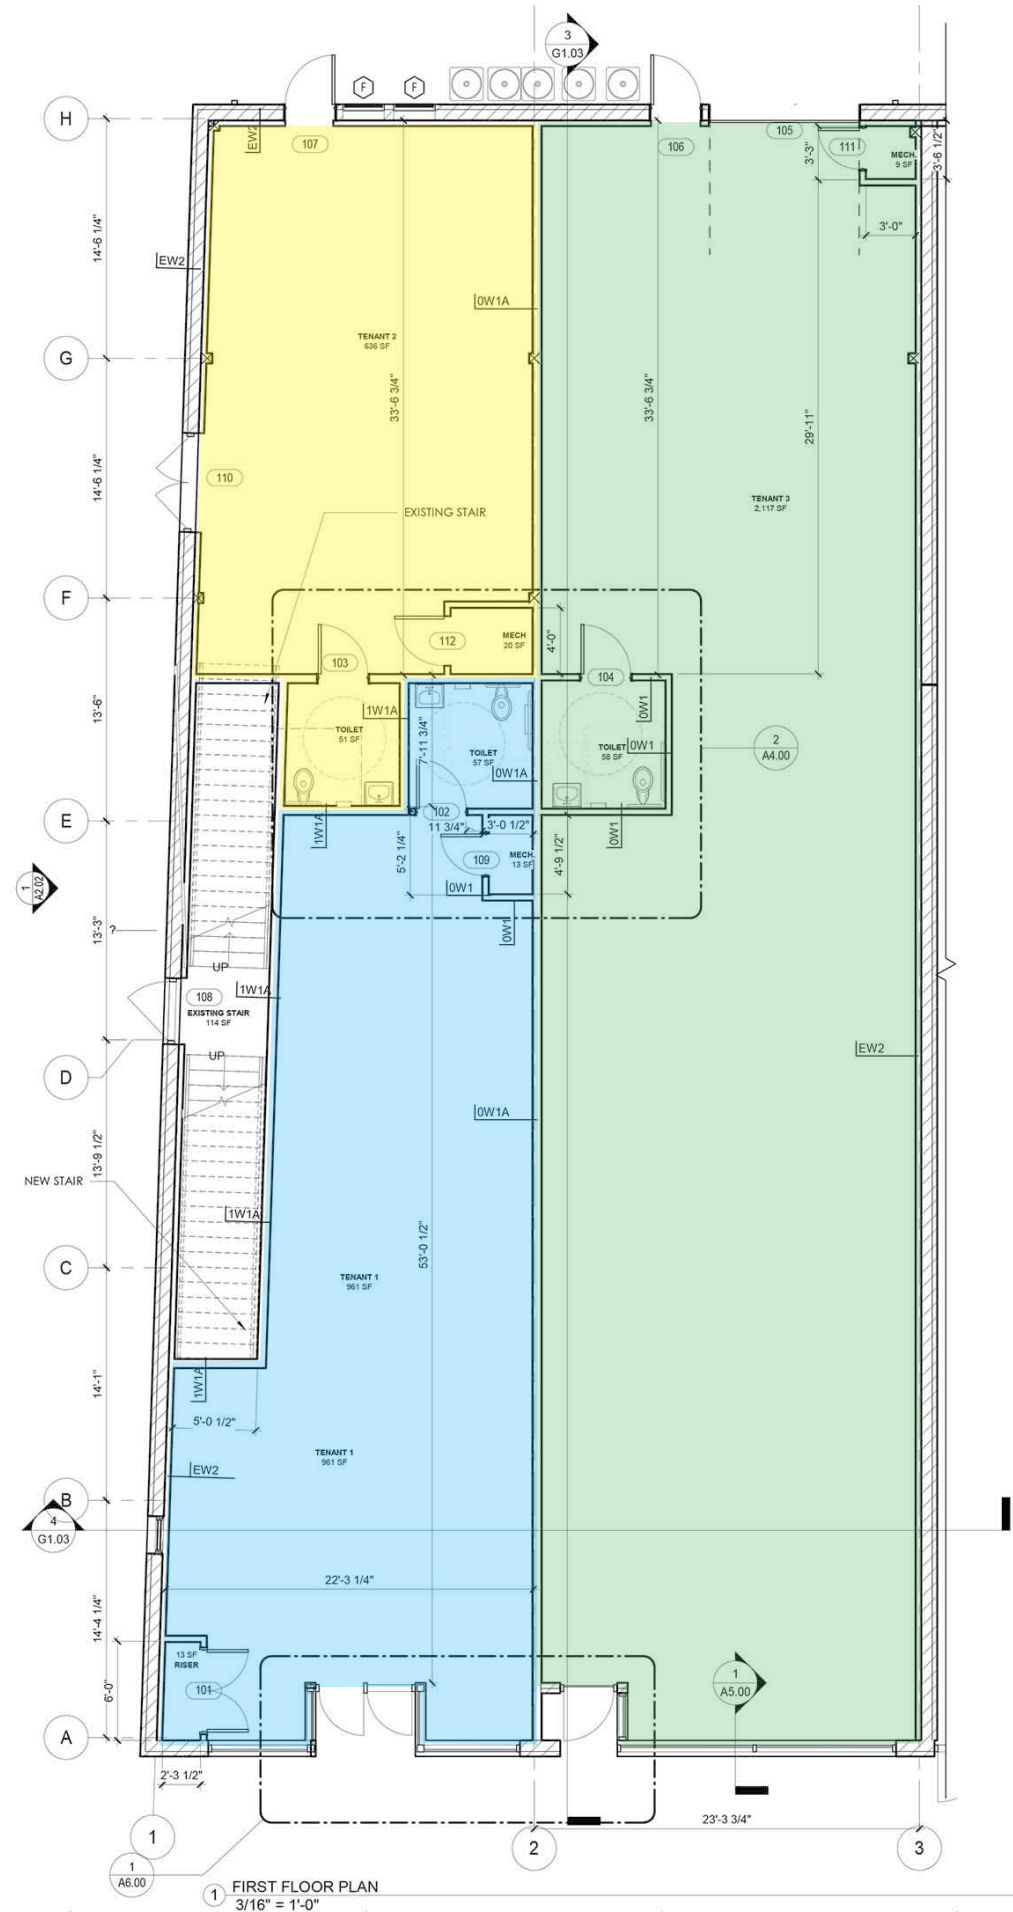 3
G1.03
F
F
H
107
106
105
111
3'-3"
MECH.
9 SF
3'-6 1/2"
EW2
14'-6 1/4"
3'-0"
EW2
0W1A
TENANT 2
636 SF
G
33'-6 3/4"
33'-6 3/4"
29'-11"
14'-6 1/4"
110
TENANT 3
2,117 SF
EXISTING STAIR
F
112
MECH
20 SF
4'-0"
103
104
13'-6"
1W1A
7'-11 3/4"
0W1
TOILET
51 SF
TOILET
57 SF
TOILET
58 SF
0W1
2
A4.00
0W1A
E
1W1A
102
11 3/4"
3'-0 1/2"
0W1
5'-2 1/4"
109
MECH.
13 SF
4'-9 1/2"
1
A2.02
0W1
13'-3"
?
0W1
UP
1W1A
108
EXISTING STAIR
114 SF
UP
EW2
D
0W1A
13'-9 1/2"
NEW STAIR
1W1A
53'-0 1/2"
C
TENANT 1
961 SF
14'-1"
1W1A
5'-0 1/2"
TENANT 1
961 SF
EW2
B
4
G1.03
22'-3 1/4"
14'-4 1/4"
13 SF
RISER
101
6'-0"
1
A5.00
A
2'-3 1/2"
23'-3 3/4"
1
2
3
1
A6.00
1
FIRST FLOOR PLAN
3/16" = 1'-0"